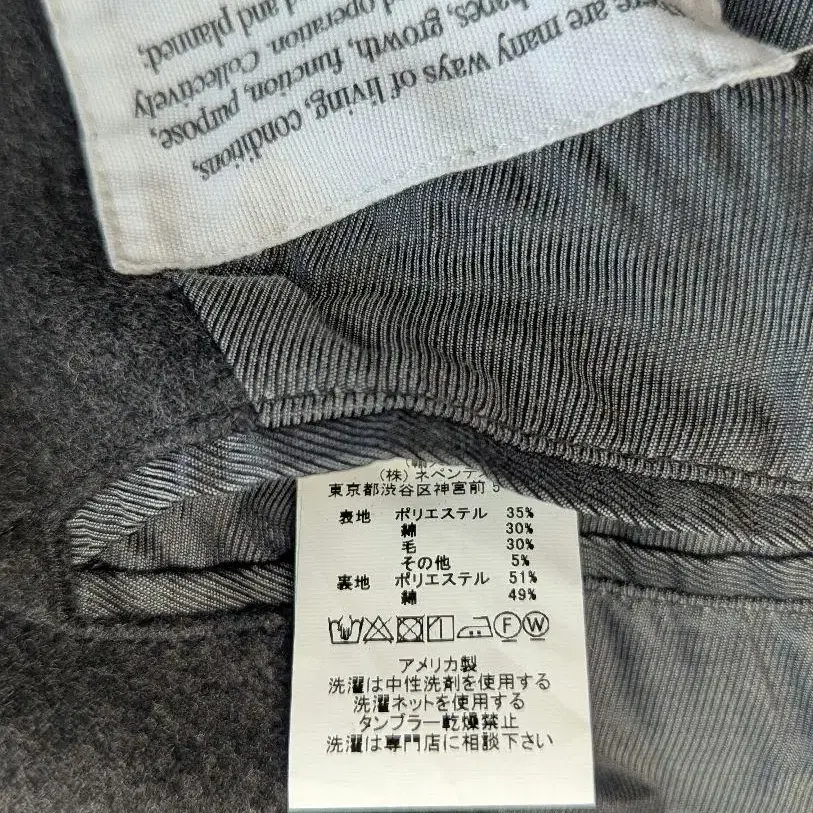 are many ways of living, conditions,
growth, function, purpose,
operation. Collectively
and planned,
(株) ネペンテ
東京都渋谷区神宮前 5
表地 ポリエステル 35%
綿 30%
毛 30%
その他 5%
裏地 ポリエステル 51%
綿 49%
F W
アメリカ製
洗濯は中性洗剤を使用する
洗濯ネットを使用する
タンブラー乾燥禁止
洗濯は専門店に相談下さい